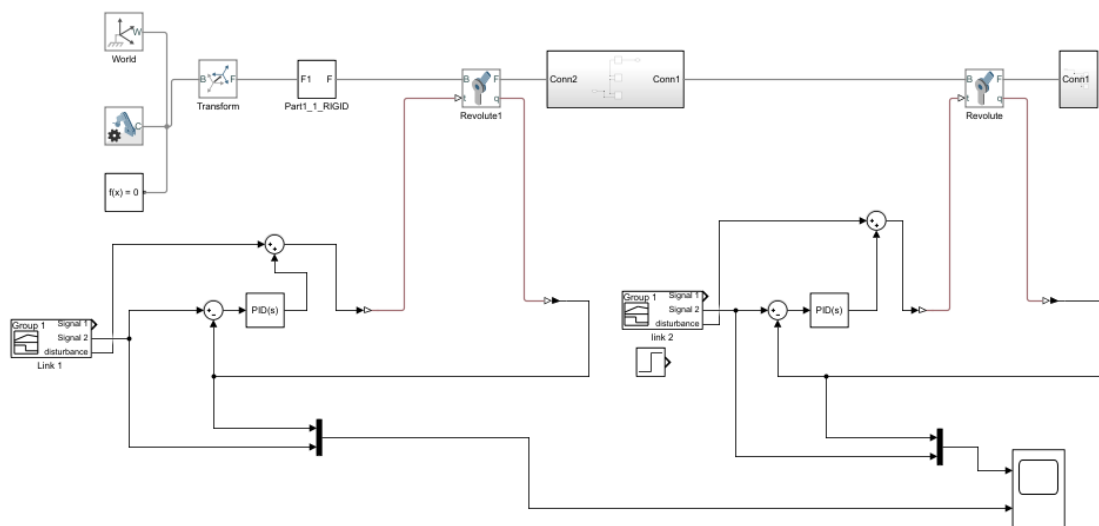 W
World
C
f(x) = 0
B
F
Transform
F1
F
Part1_1_RIGID
B
F
t
q
Revolute1
Conn2
Conn1
B
F
t
q
Revolute
Conn1
Group 1
Signal 1
Signal 2
disturbance
Link 1
PID(s)
Group 1
Signal 1
Signal 2
disturbance
link 2
PID(s)